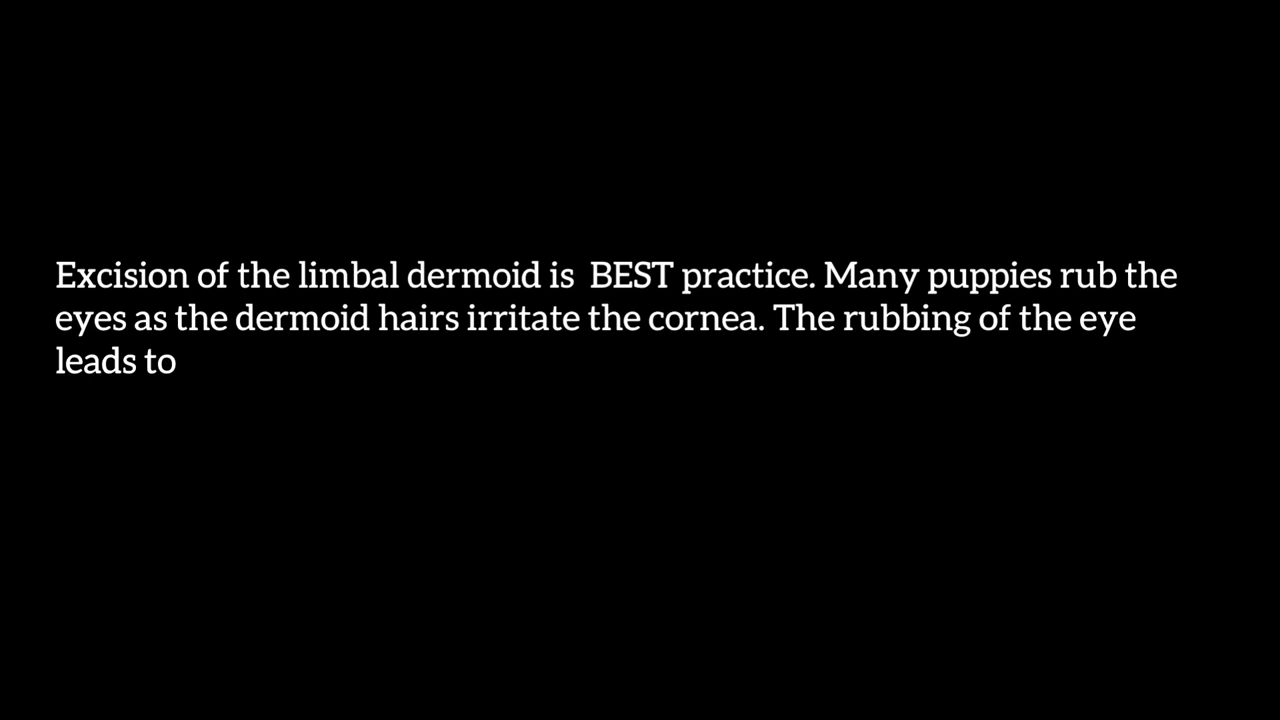 Excision of the limbal dermoid is  BEST practice. Many puppies rub the
eyes as the dermoid hairs irritate the cornea. The rubbing of the eye
leads to